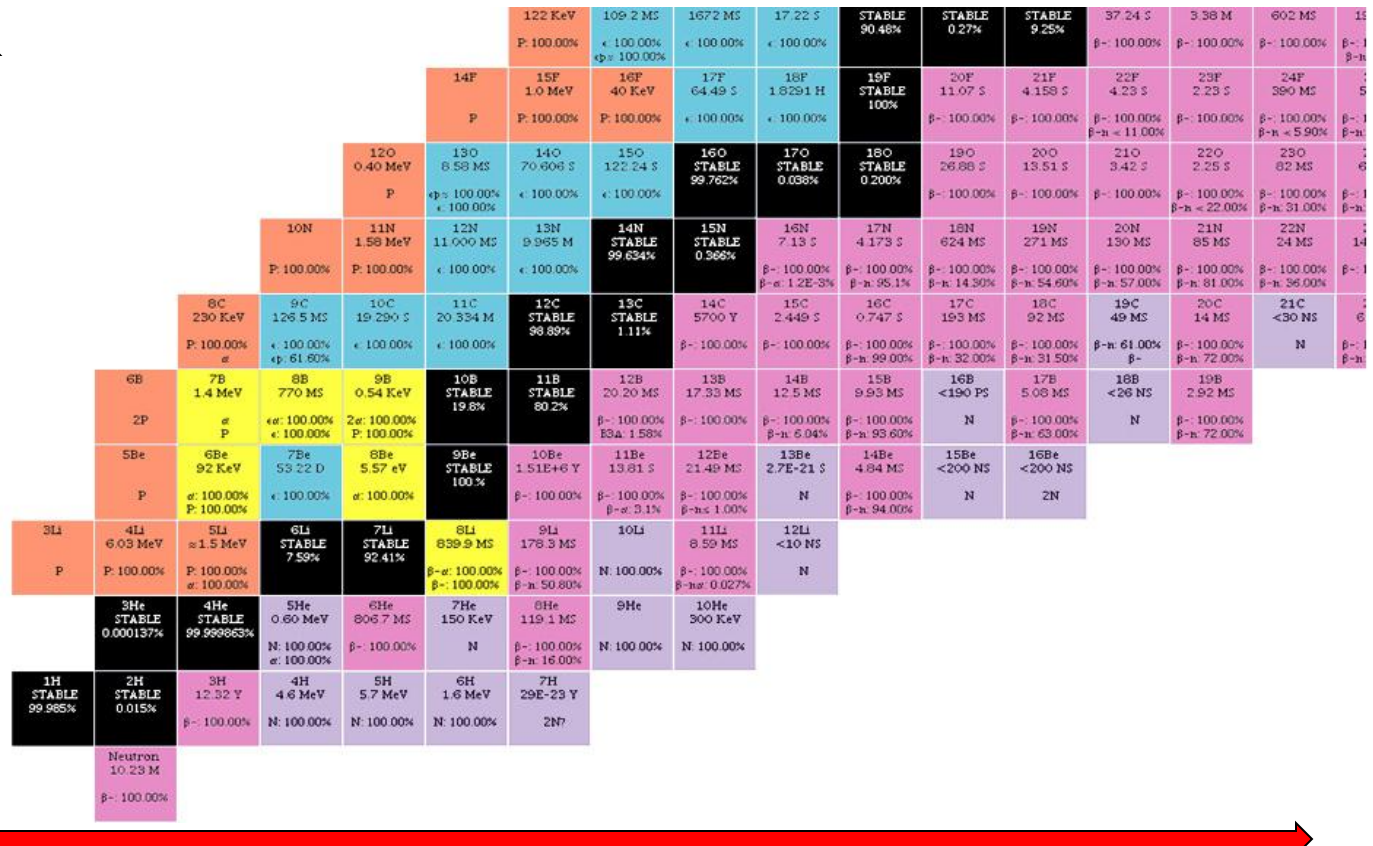 122 KeV
P: 100.00%
109.2 MS
ϵ: 100.00%
ϵp≈ 100.00%
1672 MS
ϵ: 100.00%
17.22 S
ϵ: 100.00%
STABLE
90.48%
STABLE
0.27%
STABLE
9.25%
37.24 S
β-: 100.00%
3.38 M
β-: 100.00%
602 MS
β-: 100.00%
14F
P
15F
1.0 MeV
P: 100.00%
16F
40 KeV
P: 100.00%
17F
64.49 S
ϵ: 100.00%
18F
1.8291 H
ϵ: 100.00%
19F
STABLE
100%
20F
11.07 S
β-: 100.00%
21F
4.158 S
β-: 100.00%
22F
4.23 S
β-: 100.00%
β-n < 11.00%
23F
2.23 S
β-: 100.00%
24F
390 MS
β-: 100.00%
β-n < 5.90%
12O
0.40 MeV
P
13O
8.58 MS
ϵp≈ 100.00%
ϵ: 100.00%
14O
70.606 S
ϵ: 100.00%
15O
122.24 S
ϵ: 100.00%
16O
STABLE
99.762%
17O
STABLE
0.038%
18O
STABLE
0.200%
19O
26.88 S
β-: 100.00%
20O
13.51 S
β-: 100.00%
21O
3.42 S
β-: 100.00%
22O
2.25 S
β-: 100.00%
β-n < 22.00%
23O
82 MS
β-: 100.00%
β-n: 31.00%
10N
P: 100.00%
11N
1.58 MeV
P: 100.00%
12N
11.000 MS
ϵ: 100.00%
13N
9.965 M
ϵ: 100.00%
14N
STABLE
99.634%
15N
STABLE
0.366%
16N
7.13 S
β-: 100.00%
β-α: 1.2E-3%
17N
4.173 S
β-: 100.00%
β-n: 95.1%
18N
624 MS
β-: 100.00%
β-n: 14.30%
19N
271 MS
β-: 100.00%
β-n: 54.60%
20N
130 MS
β-: 100.00%
β-n: 57.00%
21N
85 MS
β-: 100.00%
β-n: 81.00%
22N
24 MS
β-: 100.00%
β-n: 36.00%
8C
230 KeV
P: 100.00%
α
9C
126.5 MS
ϵ: 100.00%
ϵp: 61.60%
10C
19.290 S
ϵ: 100.00%
11C
20.334 M
ϵ: 100.00%
12C
STABLE
98.89%
13C
STABLE
1.11%
14C
5700 Y
β-: 100.00%
15C
2.449 S
β-: 100.00%
16C
0.747 S
β-: 100.00%
β-n: 99.00%
17C
193 MS
β-: 100.00%
β-n: 32.00%
18C
92 MS
β-: 100.00%
β-n: 31.50%
19C
49 MS
β-n: 61.00%
β-
20C
14 MS
β-: 100.00%
β-n: 72.00%
21C
<30 NS
N
6B
2P
7B
1.4 MeV
α
P
8B
770 MS
ϵα: 100.00%
ϵ: 100.00%
9B
0.54 KeV
2α: 100.00%
P: 100.00%
10B
STABLE
19.8%
11B
STABLE
80.2%
12B
20.20 MS
β-: 100.00%
B3A: 1.58%
13B
17.33 MS
β-: 100.00%
14B
12.5 MS
β-: 100.00%
β-n: 6.04%
15B
9.93 MS
β-: 100.00%
β-n: 93.60%
16B
<190 PS
N
17B
5.08 MS
β-: 100.00%
β-n: 63.00%
18B
<26 NS
N
19B
2.92 MS
β-: 100.00%
β-n: 72.00%
5Be
P
6Be
92 KeV
α: 100.00%
P: 100.00%
7Be
53.22 D
ϵ: 100.00%
8Be
5.57 eV
α: 100.00%
9Be
STABLE
100.%
10Be
1.51E+6 Y
β-: 100.00%
11Be
13.81 S
β-: 100.00%
β-α: 3.1%
12Be
21.49 MS
β-: 100.00%
β-n≤ 1.00%
13Be
2.7E-21 S
N
14Be
4.84 MS
β-: 100.00%
β-n: 94.00%
15Be
<200 NS
N
16Be
<200 NS
2N
3Li
P
4Li
6.03 MeV
P: 100.00%
5Li
≈1.5 MeV
P: 100.00%
α: 100.00%
6Li
STABLE
7.59%
7Li
STABLE
92.41%
8Li
839.9 MS
β-α: 100.00%
β-: 100.00%
9Li
178.3 MS
β-: 100.00%
β-n: 50.80%
10Li
N: 100.00%
11Li
8.59 MS
β-: 100.00%
β-nα: 0.027%
12Li
<10 NS
N
3He
STABLE
0.000137%
4He
STABLE
99.999863%
5He
0.60 MeV
N: 100.00%
α: 100.00%
6He
806.7 MS
β-: 100.00%
7He
150 KeV
N
8He
119.1 MS
β-: 100.00%
β-n: 16.00%
9He
N: 100.00%
10He
300 KeV
N: 100.00%
1H
STABLE
99.985%
2H
STABLE
0.015%
3H
12.32 Y
β-: 100.00%
4H
4.6 MeV
N: 100.00%
5H
5.7 MeV
N: 100.00%
6H
1.6 MeV
N: 100.00%
7H
29E-23 Y
2N?
Neutron
10.23 M
β-: 100.00%